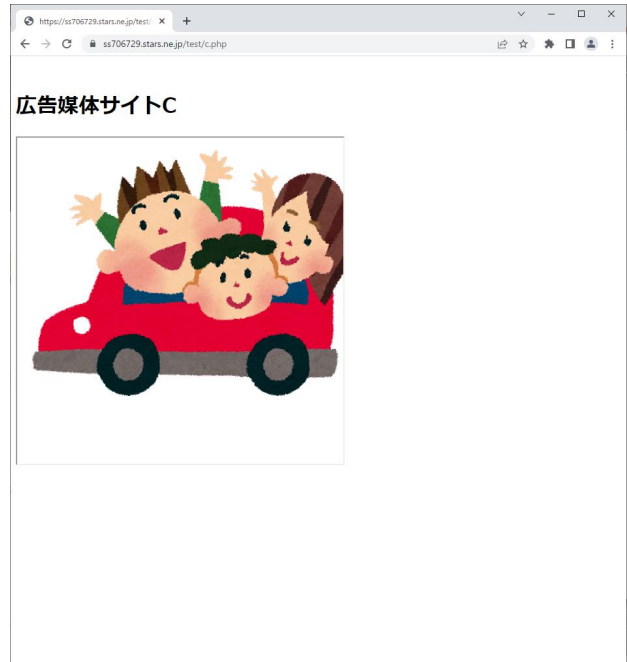 https://ss706729.stars.ne.jp/test/
ss706729.stars.ne.jp/test/c.php
広告媒体サイトC